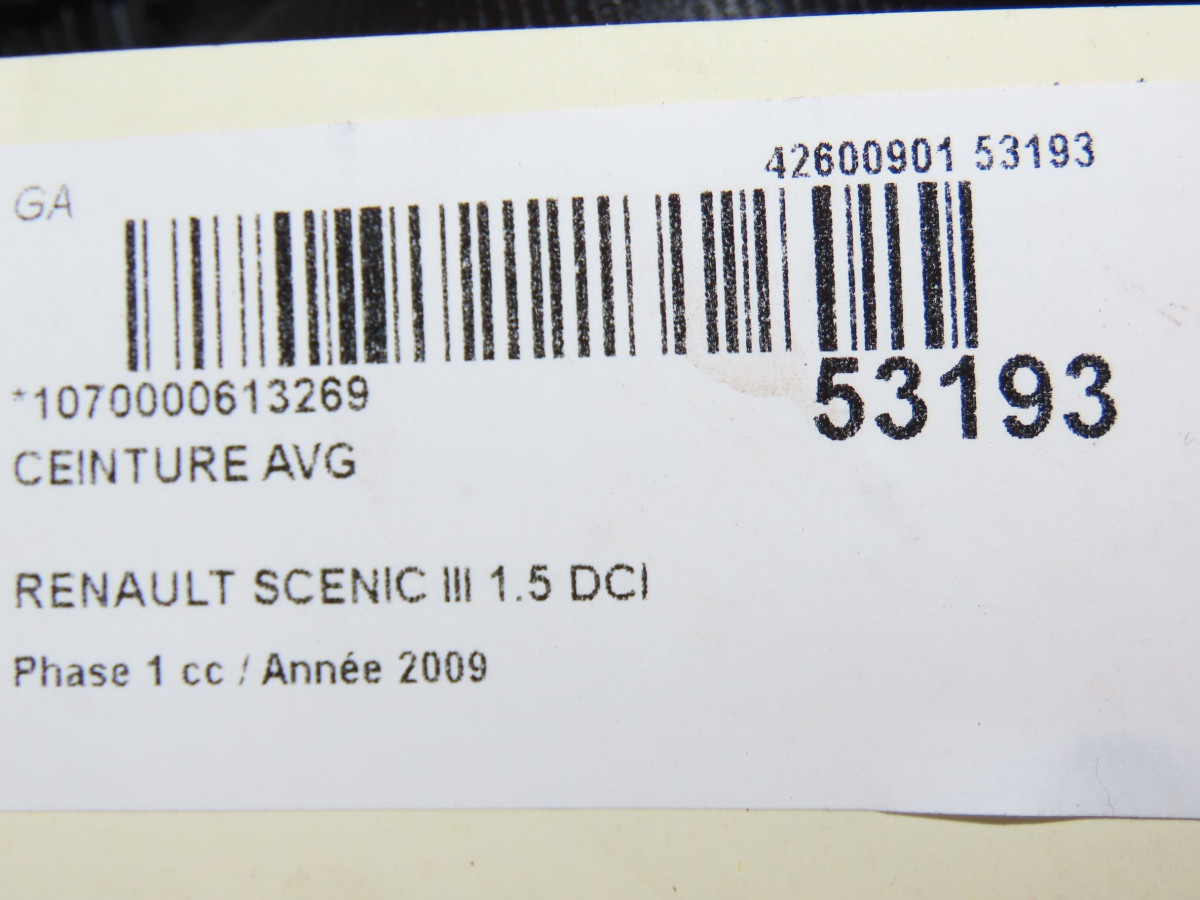 42600901 53193
GA
*1070000613269
53193
CEINTURE AVG
RENAULT SCENIC III 1.5 DCI
Phase 1 cc / Année 2009